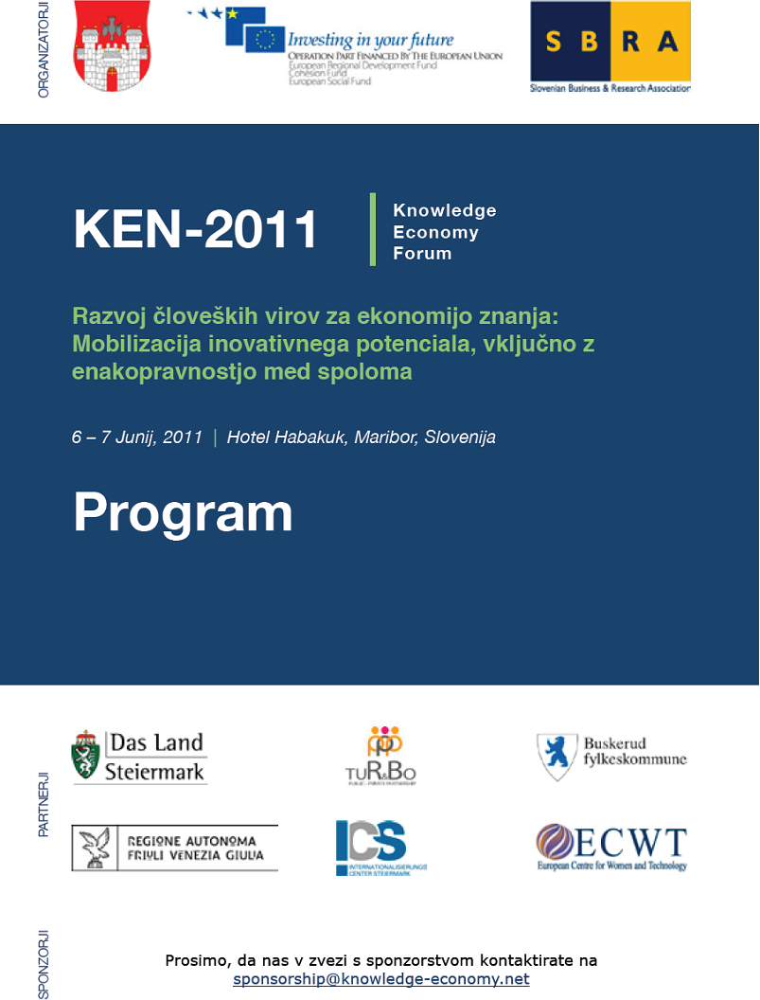 ORGANIZATORJI
Investing in your future
OPERATION PART FINANCED BY THE EUROPEAN UNION
European Regional Development Fund
Cohesion Fund
European Social Fund
S B R A
Slovenian Business & Research Association
KEN-2011
Knowledge
Economy
Forum
Razvoj človeških virov za ekonomijo znanja:
Mobilizacija inovativnega potenciala, vključno z
enakopravnostjo med spoloma
6 – 7 Junij, 2011 | Hotel Habakuk, Maribor, Slovenija
Program
PARTNERJI
Das Land
Steiermark
ppp
TUR
&BO
PUBLIC - PRIVATE PARTNERSHIP
Buskerud
fylkeskommune
REGIONE AUTONOMA
FRIULI VENEZIA GIULIA
ICS
INTERNATIONALISIERUNGS
CENTER STEIERMARK
ECWT
European Centre for Women and Technology
SPONZORJI
Prosimo, da nas v zvezi s sponzorstvom kontaktirate na
sponsorship@knowledge-economy.net